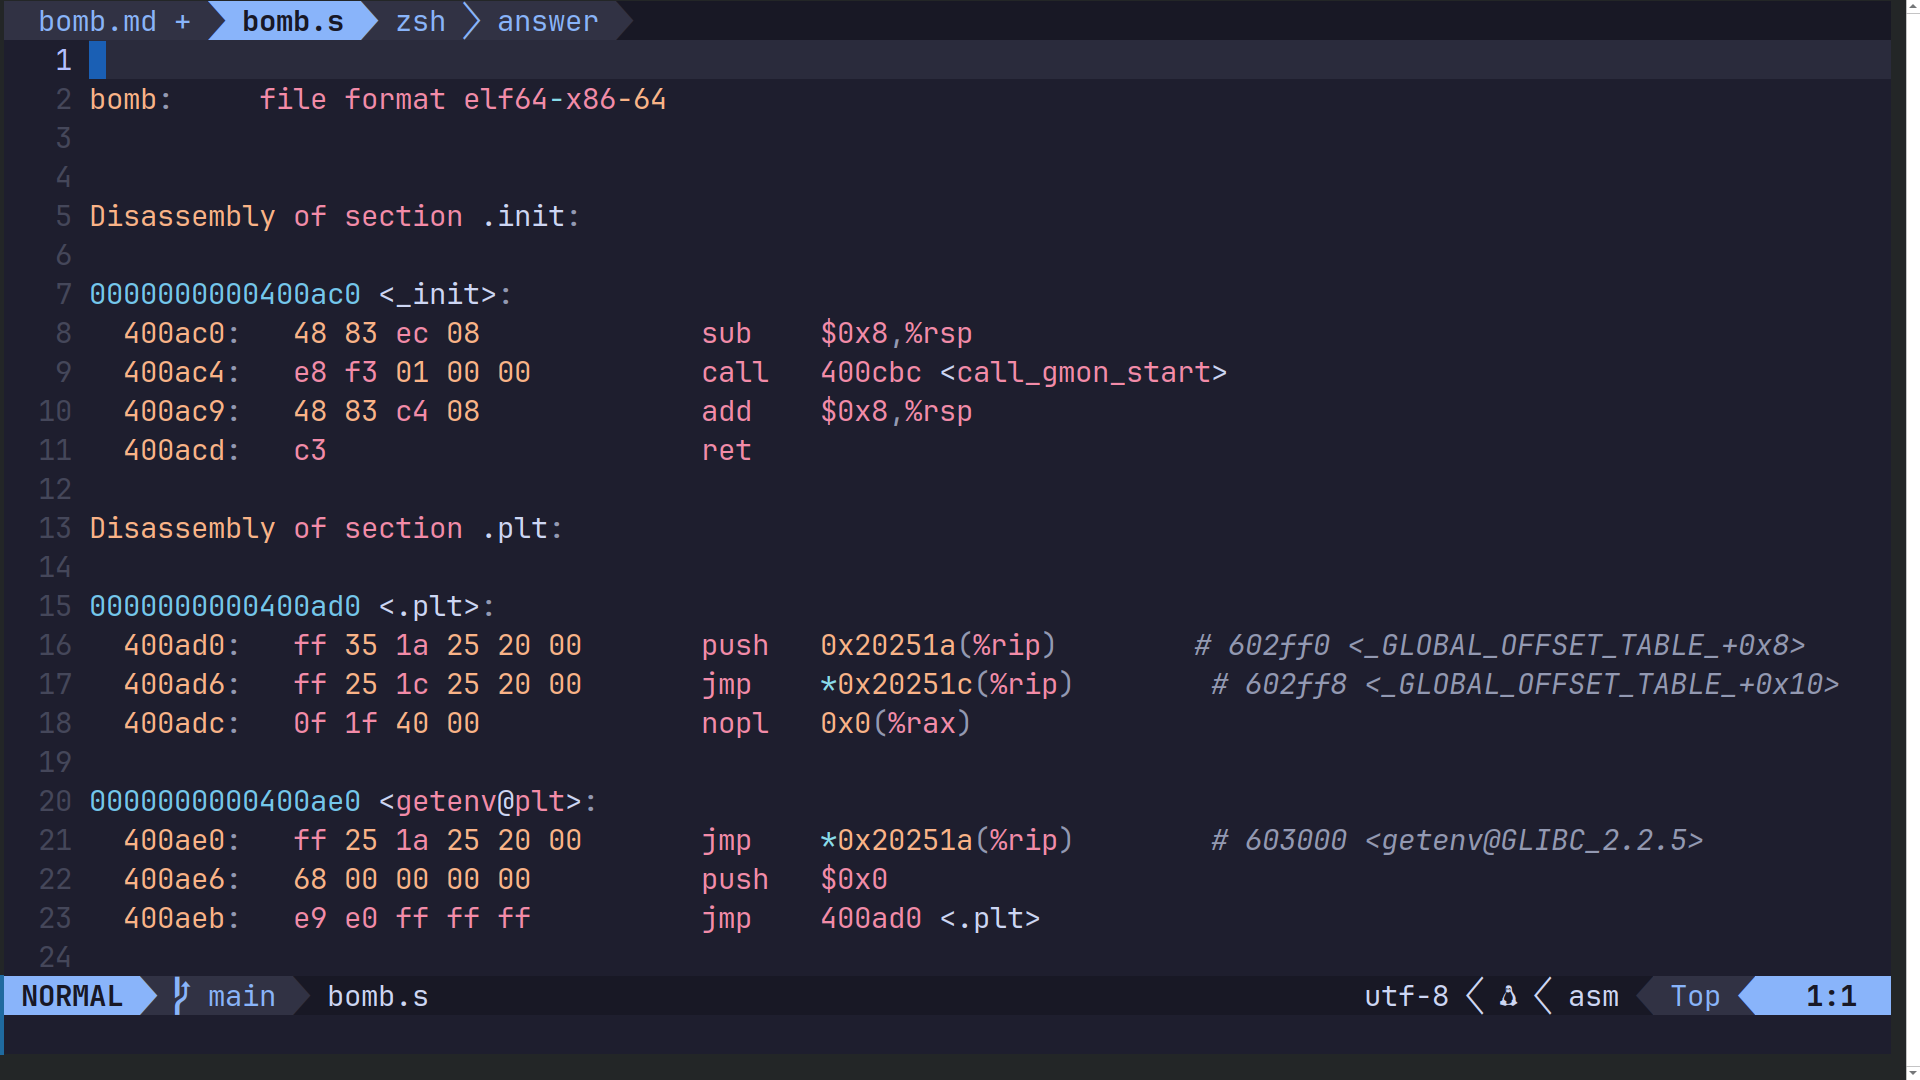 bomb.md + bomb.s zsh answer
1
2 bomb:     file format elf64-x86-64
3
4
5 Disassembly of section .init:
6
7 0000000000400ac0 <_init>:
8   400ac0:   48 83 ec 08             sub    $0x8,%rsp
9   400ac4:   e8 f3 01 00 00          call   400cbc <call_gmon_start>
10   400ac9:   48 83 c4 08             add    $0x8,%rsp
11   400acd:   c3                      ret
12
13 Disassembly of section .plt:
14
15 0000000000400ad0 <.plt>:
16   400ad0:   ff 35 1a 25 20 00       push   0x20251a(%rip)        # 602ff0 <_GLOBAL_OFFSET_TABLE_+0x8>
17   400ad6:   ff 25 1c 25 20 00       jmp    *0x20251c(%rip)        # 602ff8 <_GLOBAL_OFFSET_TABLE_+0x10>
18   400adc:   0f 1f 40 00             nopl   0x0(%rax)
19
20 0000000000400ae0 <getenv@plt>:
21   400ae0:   ff 25 1a 25 20 00       jmp    *0x20251a(%rip)        # 603000 <getenv@GLIBC_2.2.5>
22   400ae6:   68 00 00 00 00          push   $0x0
23   400aeb:   e9 e0 ff ff ff          jmp    400ad0 <.plt>
24
NORMAL main bomb.s utf-8 asm Top 1:1